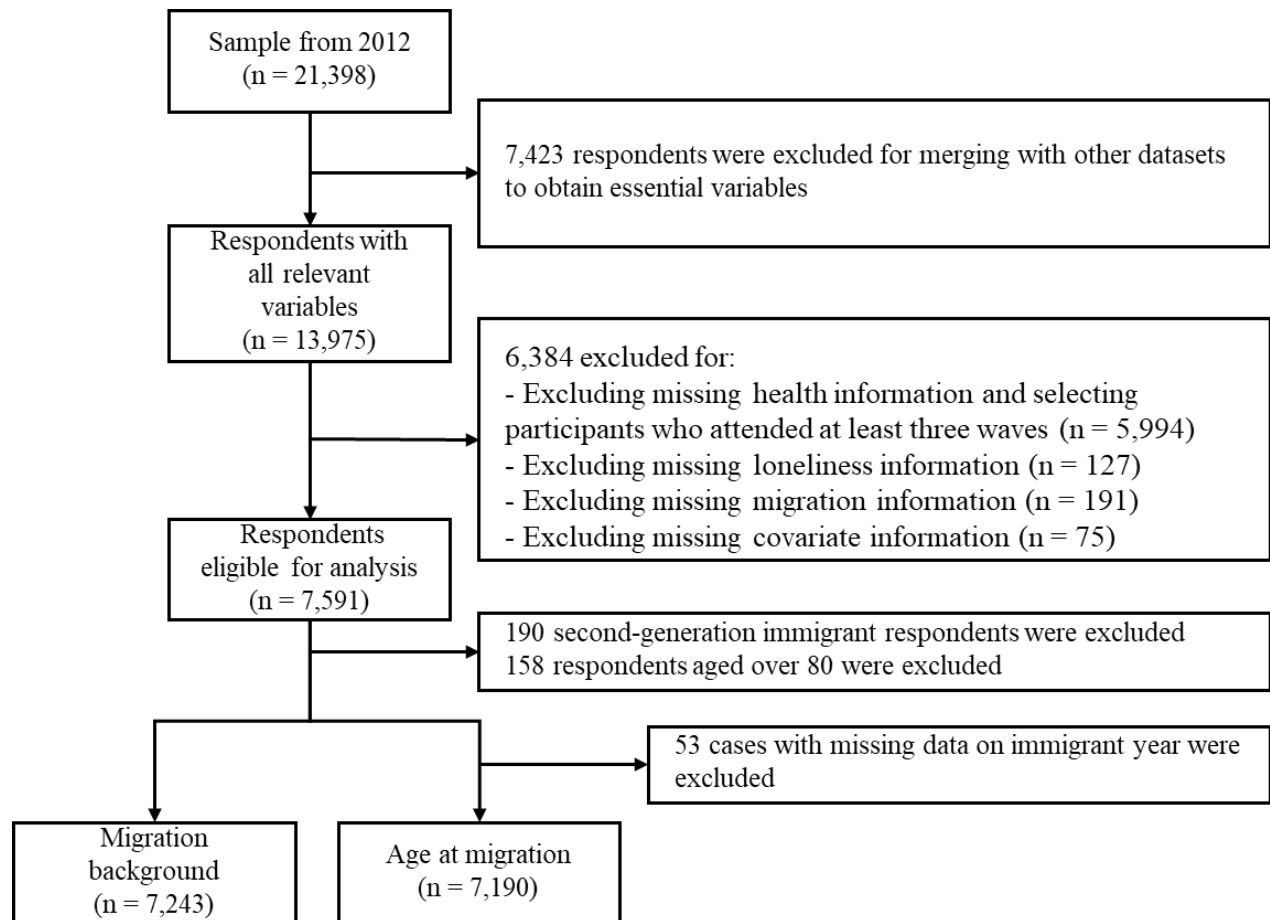 Sample from 2012
(n = 21,398)
7,423 respondents were excluded for merging with other datasets
to obtain essential variables
Respondents with
all relevant
variables
(n = 13,975)
6,384 excluded for:
- Excluding missing health information and selecting
participants who attended at least three waves (n = 5,994)
- Excluding missing loneliness information (n = 127)
- Excluding missing migration information (n = 191)
- Excluding missing covariate information (n = 75)
Respondents
eligible for analysis
(n = 7,591)
190 second-generation immigrant respondents were excluded
158 respondents aged over 80 were excluded
53 cases with missing data on immigrant year were
excluded
Migration
background
(n = 7,243)
Age at migration
(n = 7,190)